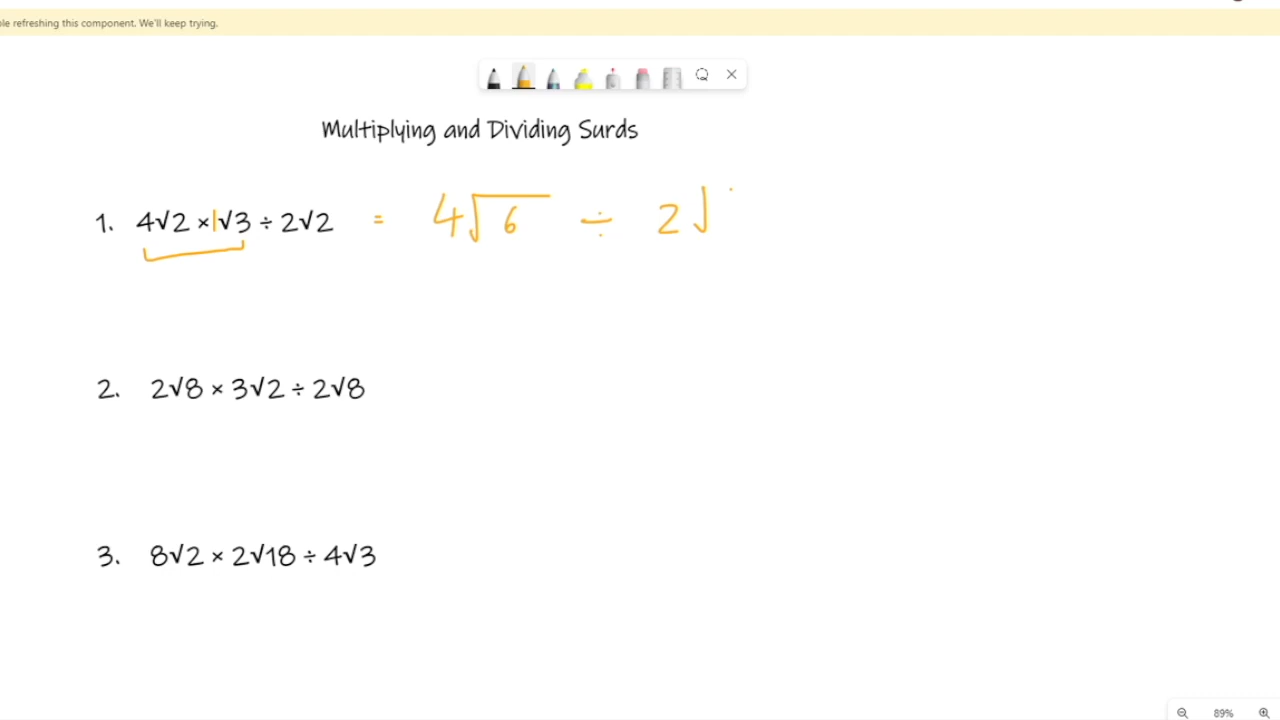 refreshing this component. We'll keep trying.
Multiplying and Dividing Surds
1. 4√2 × 1√3 ÷ 2√2 = 4√6 ÷ 2√
2. 2√8 × 3√2 ÷ 2√8
3. 8√2 × 2√18 ÷ 4√3
89%